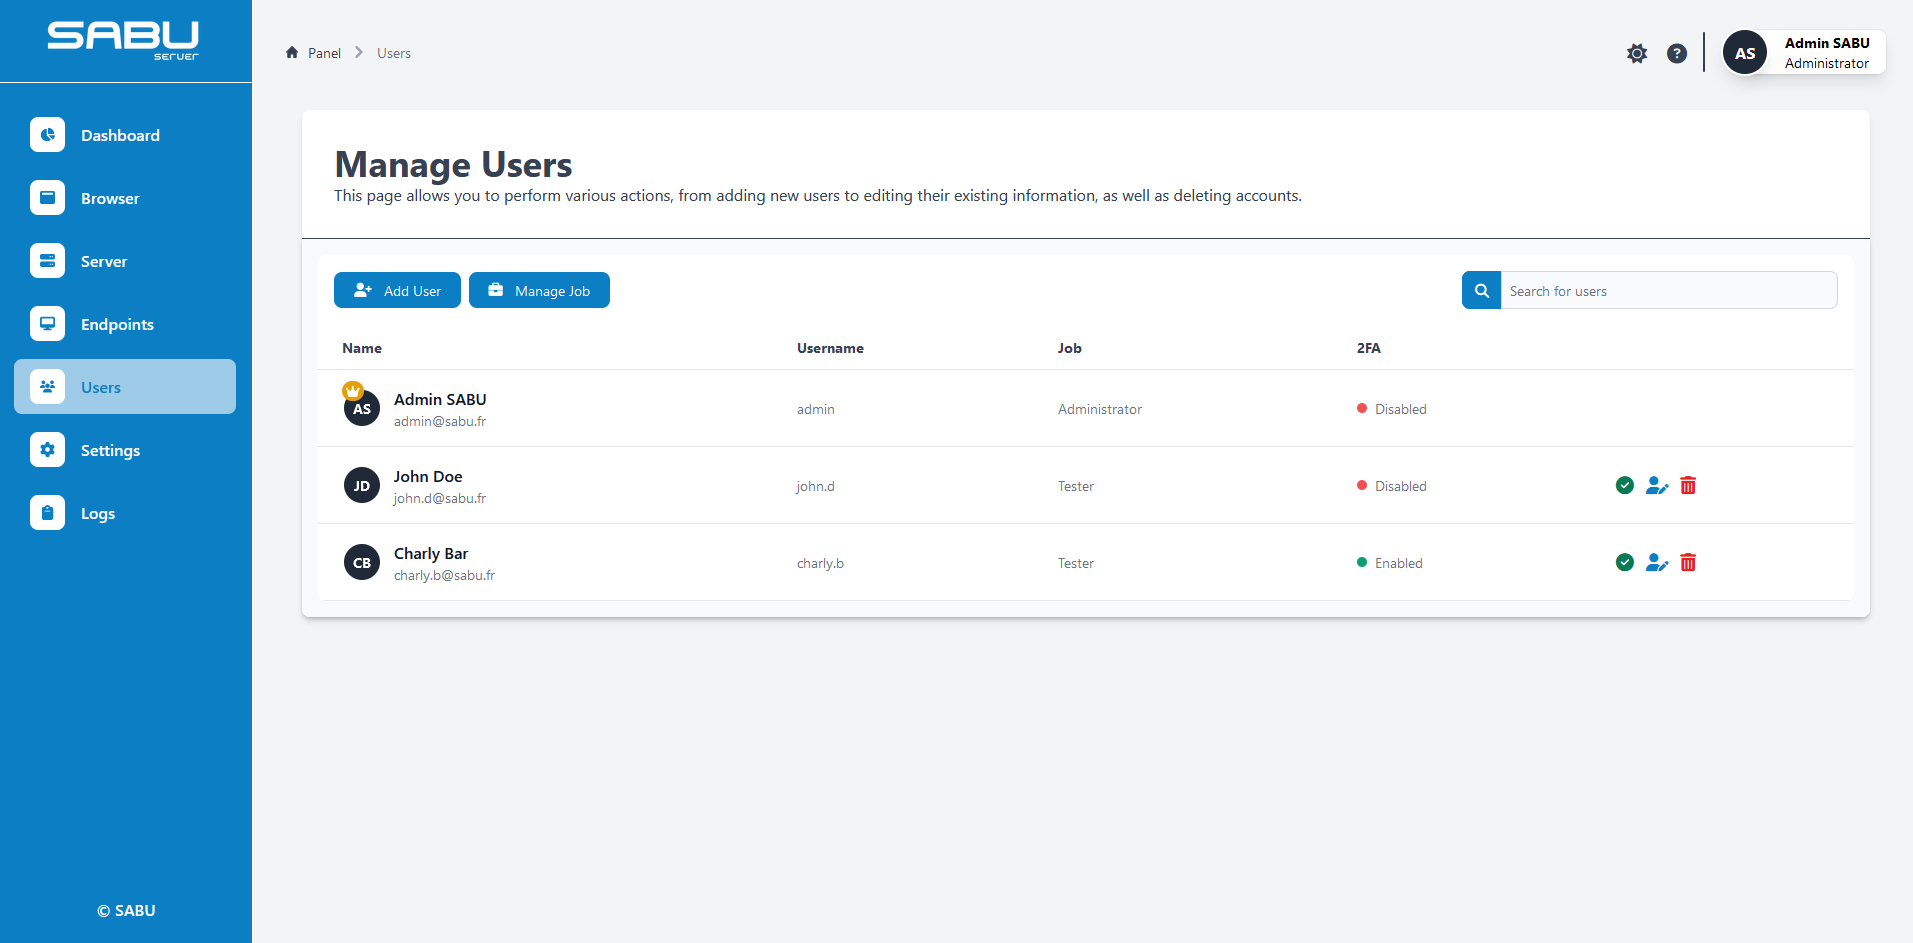 SABU
server
Dashboard
Browser
Server
Endpoints
Users
Settings
Logs
© SABU
Panel
Users
?
AS
Admin SABU
Administrator
Manage Users
This page allows you to perform various actions, from adding new users to editing their existing information, as well as deleting accounts.
Add User
Manage Job
Search for users
Name Username Job 2FA
AS
Admin SABU
admin@sabu.fr
admin
Administrator
Disabled
JD
John Doe
john.d@sabu.fr
john.d
Tester
Disabled
CB
Charly Bar
charly.b@sabu.fr
charly.b
Tester
Enabled